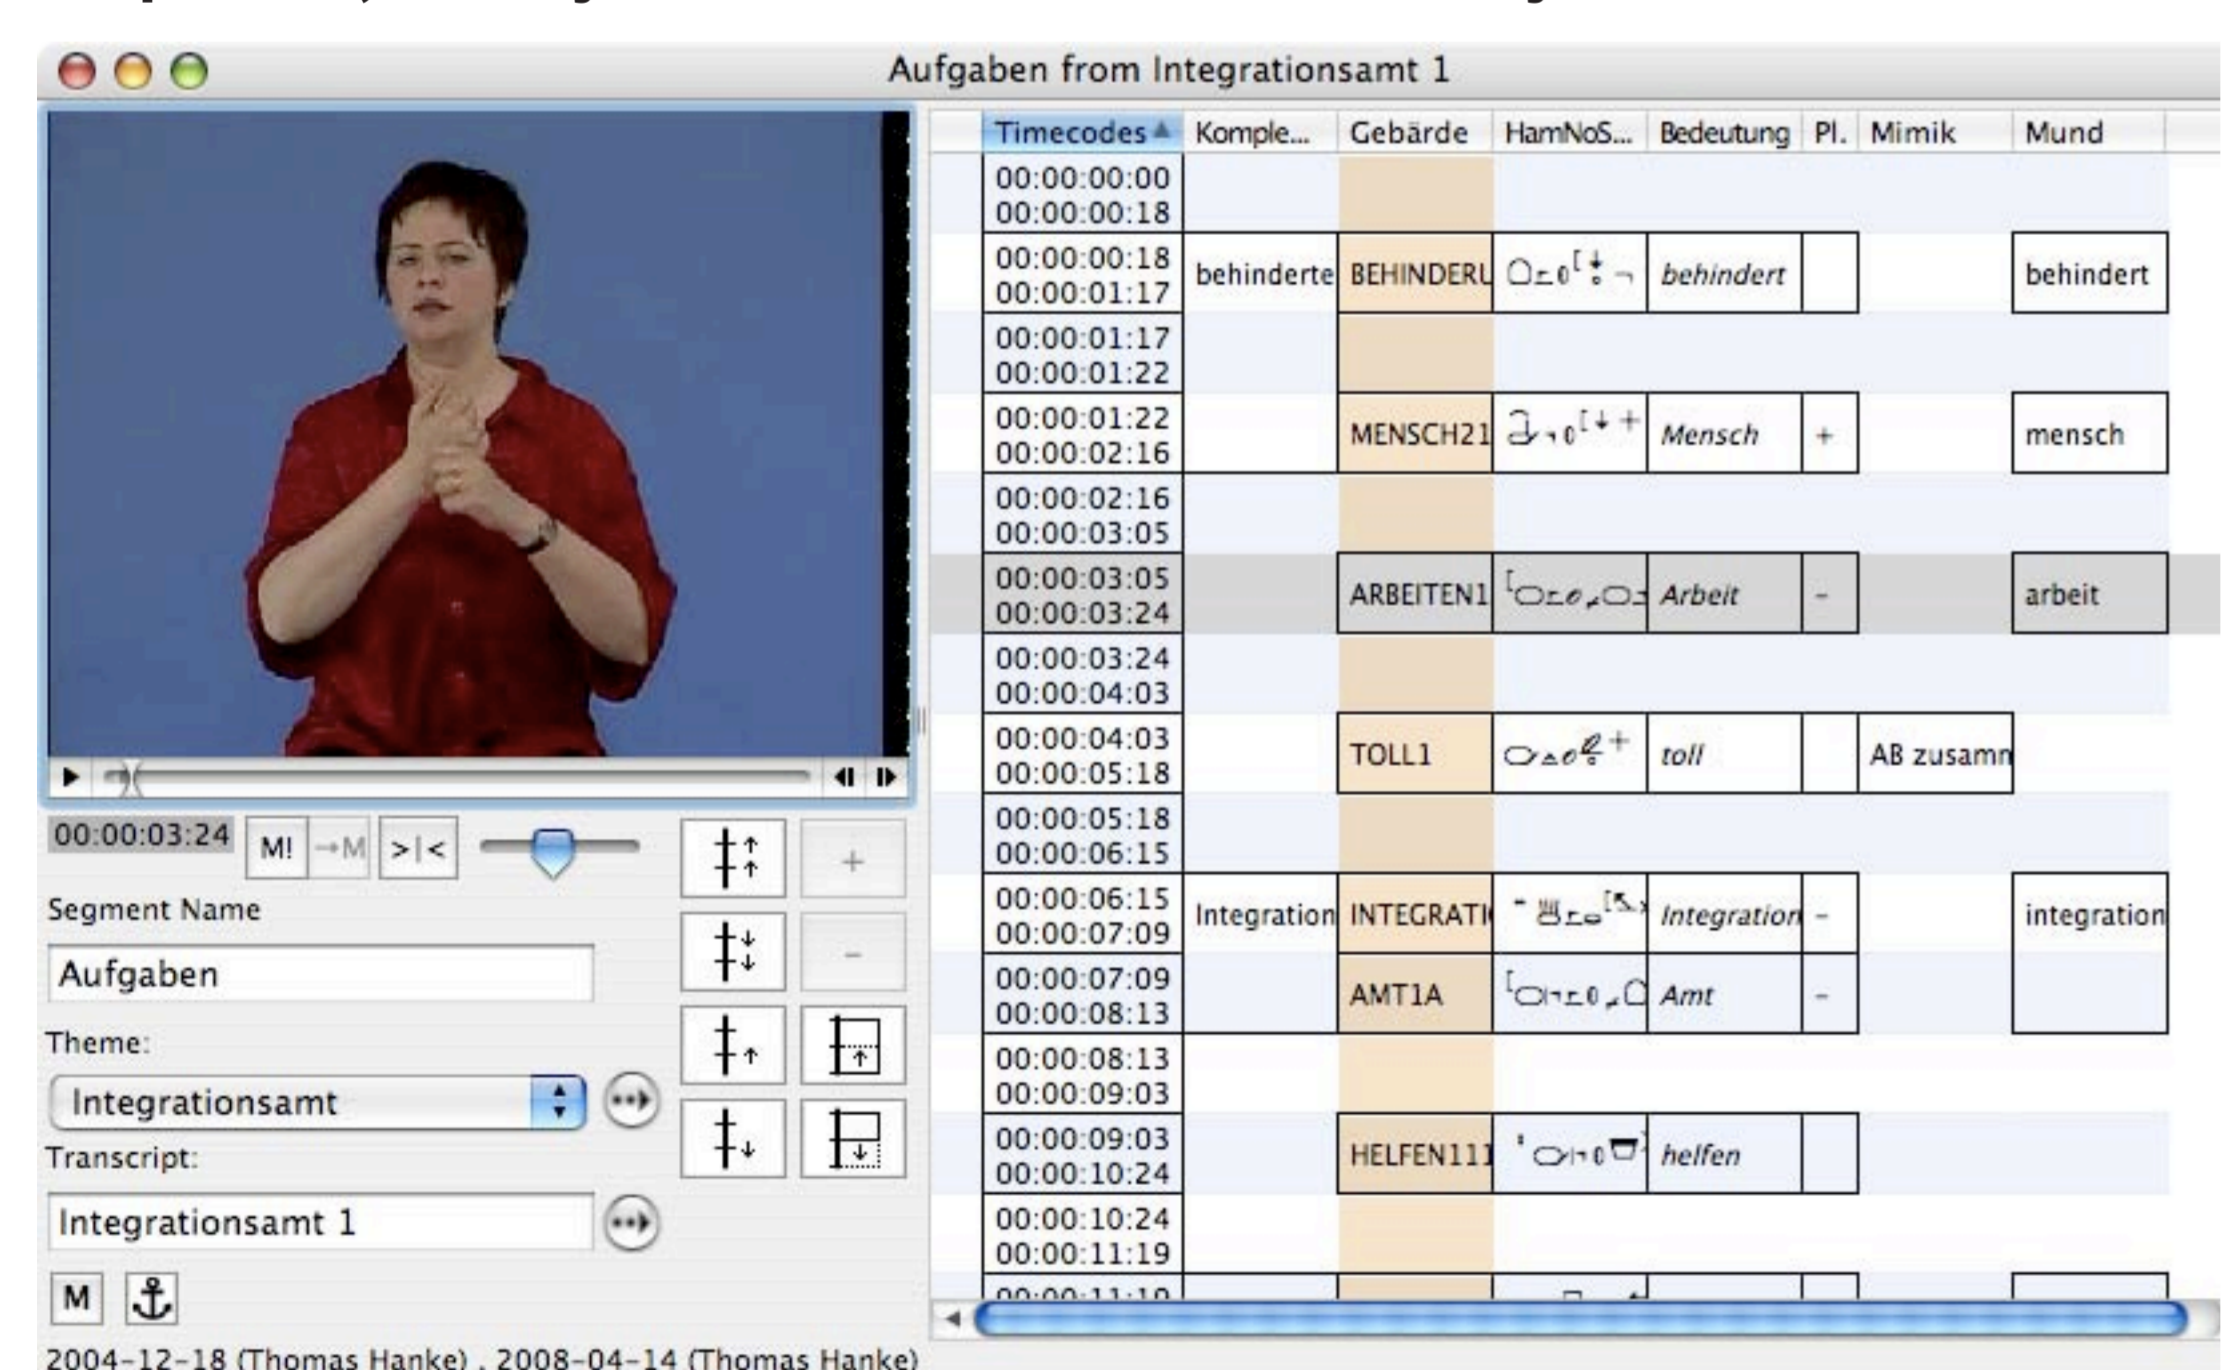 Aufgaben from Integrationsamt 1
Timecodes Komple... Gebärde HamNoS... Bedeutung Pl. Mimik Mund
00:00:00:00
00:00:00:18
00:00:00:18
00:00:01:17
behinderte BEHINDERU behindert behindert
00:00:01:17
00:00:01:22
00:00:01:22
00:00:02:16
MENSCH21 Mensch + mensch
00:00:02:16
00:00:03:05
00:00:03:05
00:00:03:24
ARBEITEN1 Arbeit - arbeit
00:00:03:24
00:00:04:03
00:00:04:03
00:00:05:18
TOLL1 toll AB zusamm
00:00:05:18
00:00:06:15
00:00:06:15
00:00:07:09
Integration INTEGRATI Integration - integration
00:00:07:09
00:00:08:13
AMT1A Amt -
00:00:08:13
00:00:09:03
00:00:09:03
00:00:10:24
HELFEN111 helfen
00:00:10:24
00:00:11:19
00:00:11:19
00:00:03:24 M! →M >|<
Segment Name
Aufgaben
Theme:
Integrationsamt
Transcript:
Integrationsamt 1
M
2004-12-18 (Thomas Hanke) , 2008-04-14 (Thomas Hanke)